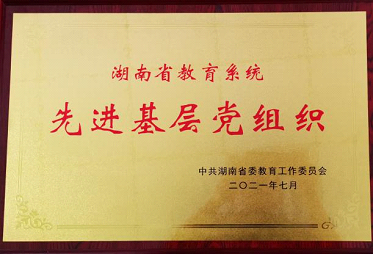 湖南省教育系统
先进基层党组织
中共湖南省委教育工作委员会
二〇二一年七月